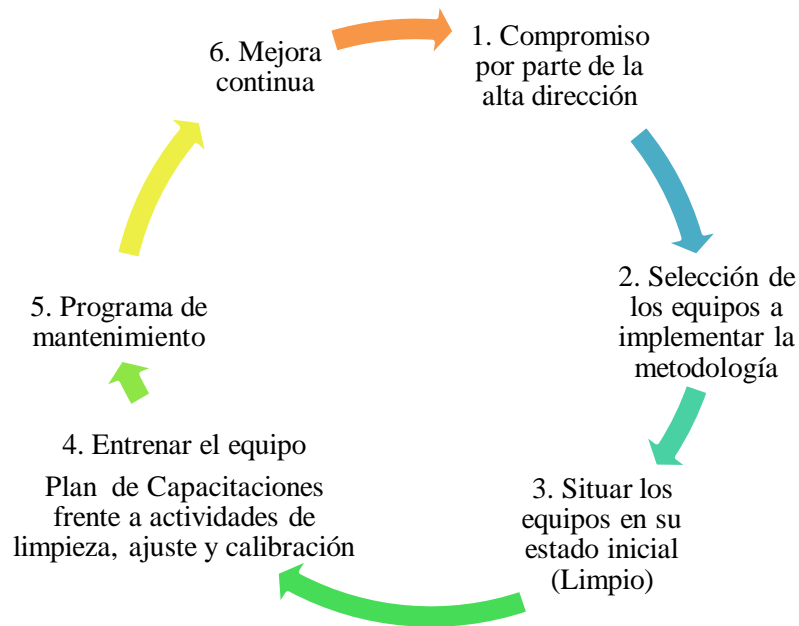 1. Compromiso
por parte de la
alta dirección
2. Selección de
los equipos a
implementar la
metodología
3. Situar los
equipos en su
estado inicial
(Limpio)
4. Entrenar el equipo
Plan de Capacitaciones
frente a actividades de
limpieza, ajuste y calibración
5. Programa de
mantenimiento
6. Mejora
continua